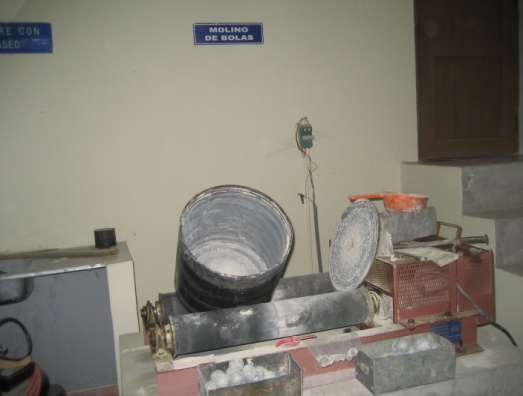 RE CON
ASEO
MOLINO
DE BOLAS